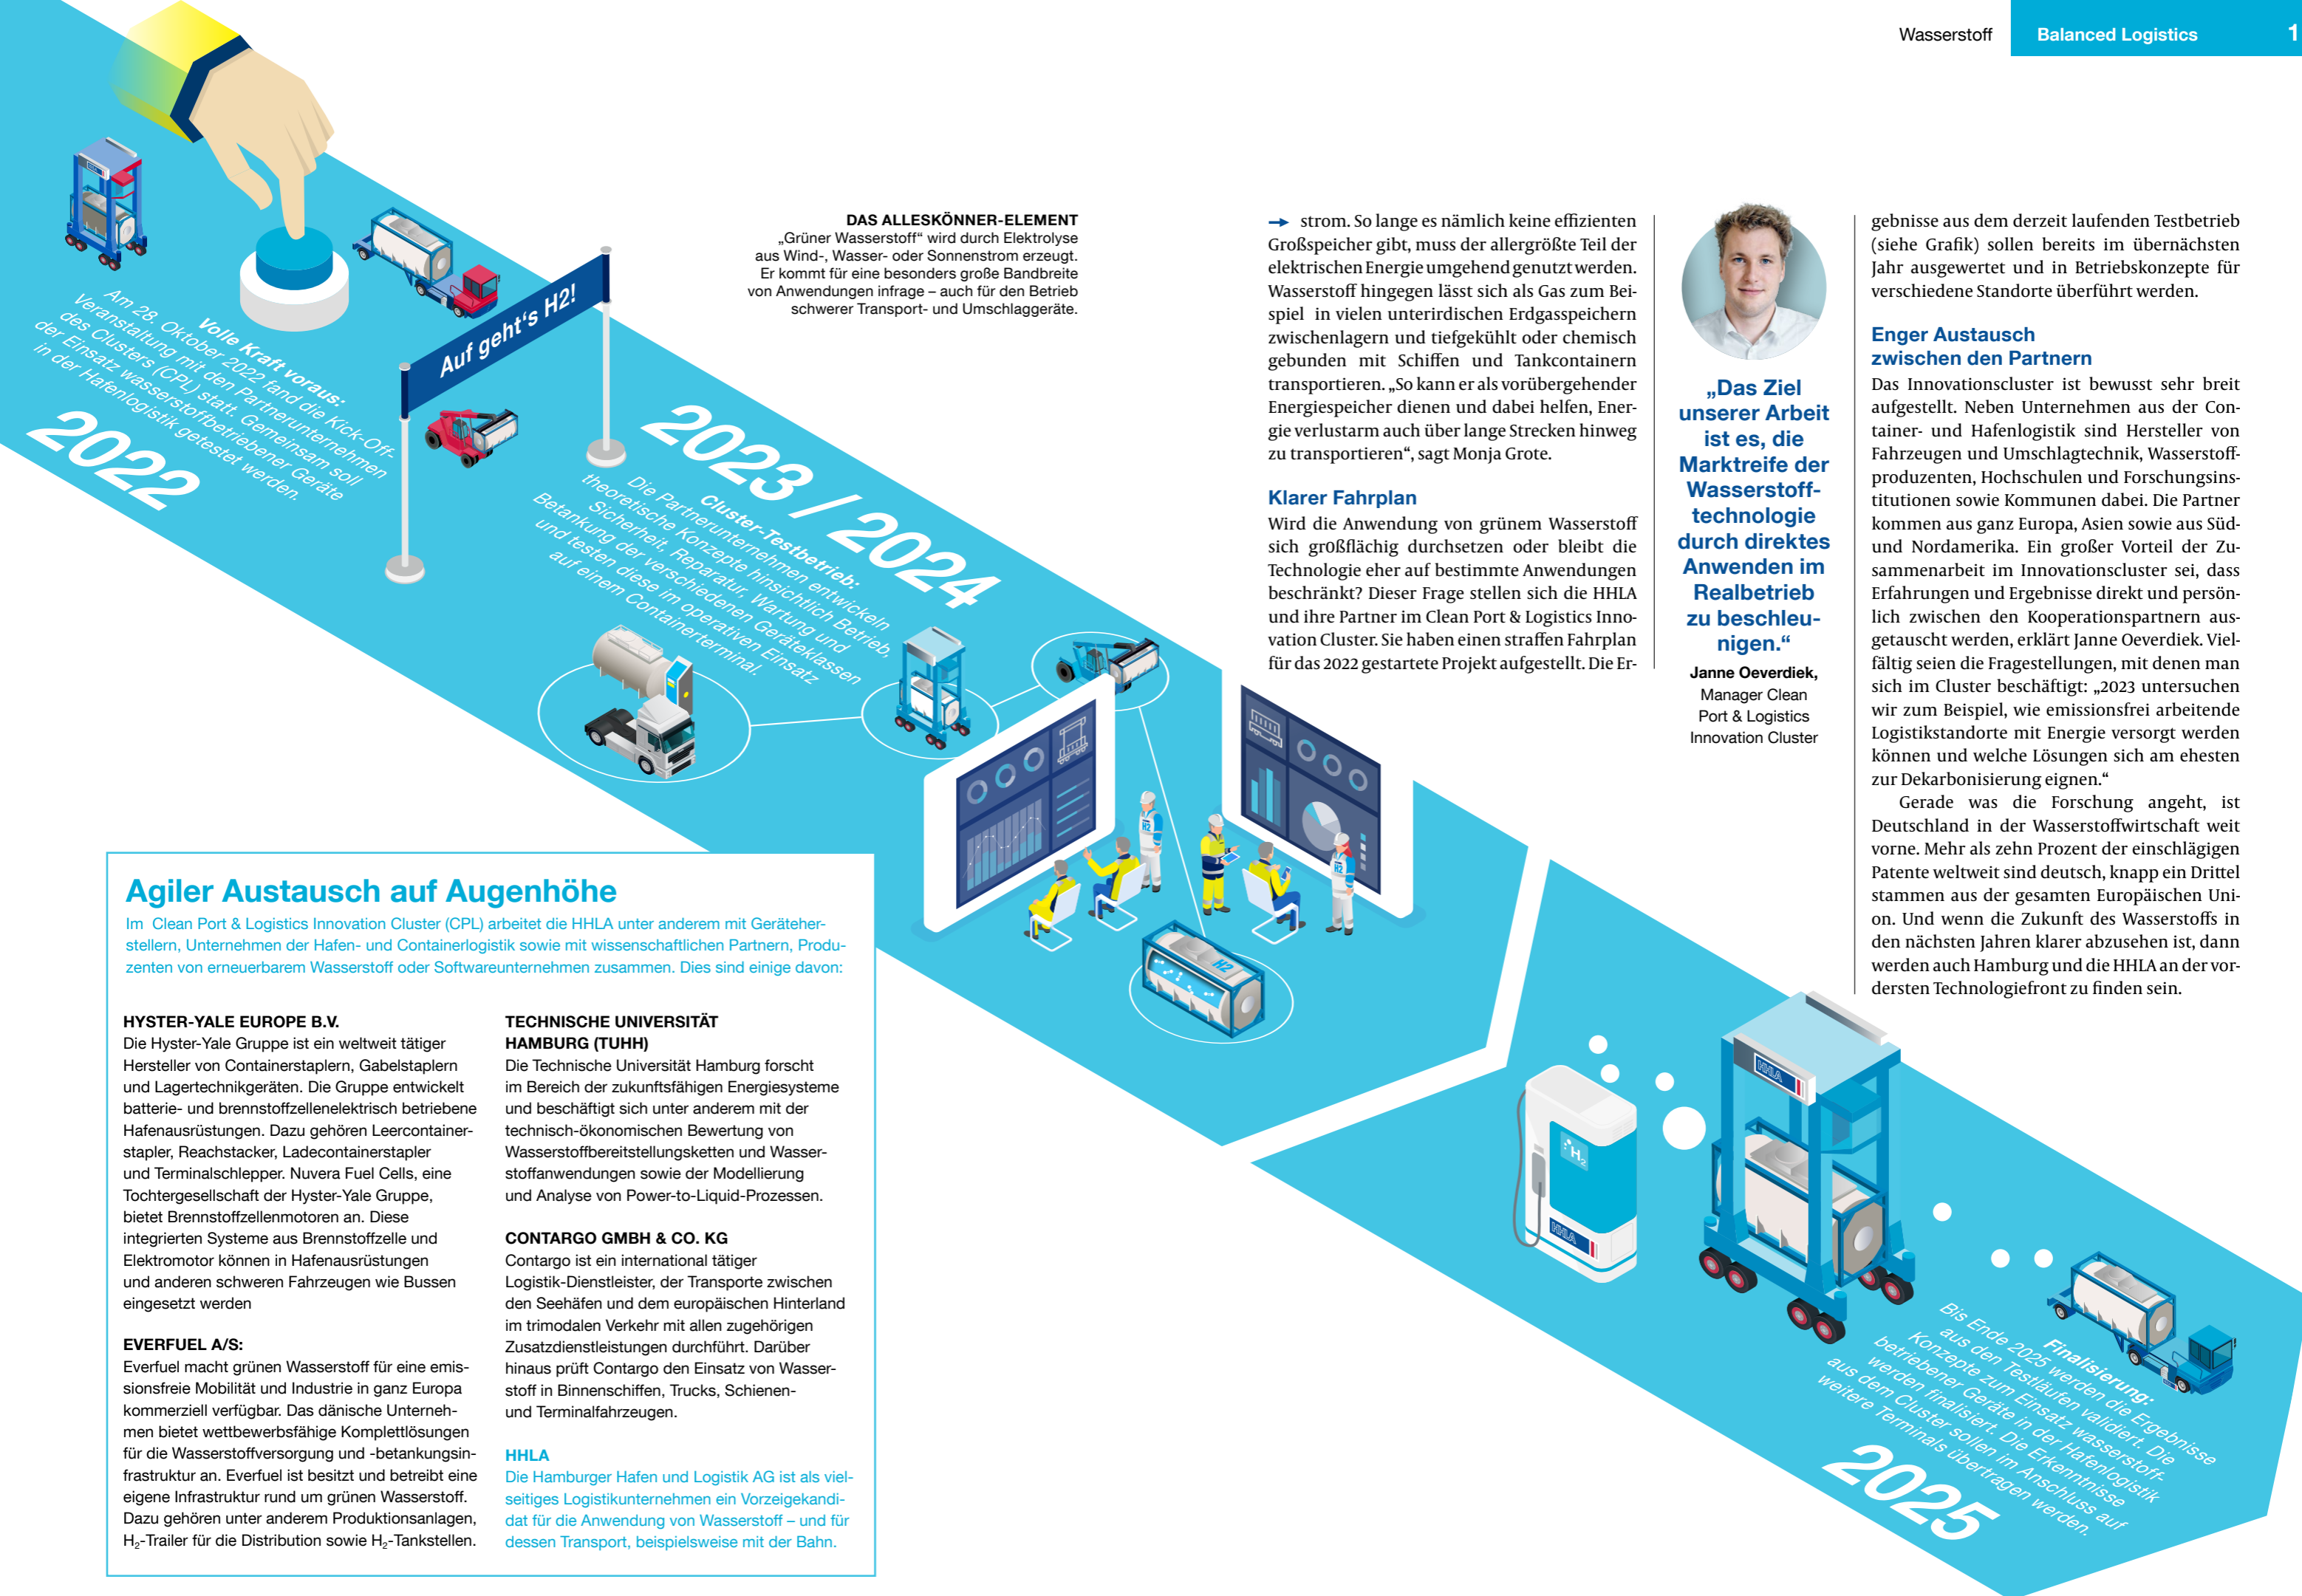 Wasserstoff
Balanced Logistics
1
Volle Kraft voraus:
Am 28. Oktober 2022 fand die Kick-Off-
Veranstaltung mit den Partnerunternehmen
des Clusters (CPL) statt. Gemeinsam soll
der Einsatz wasserstoffbetriebener Geräte
in der Hafenlogistik getestet werden.
2022
Auf geht's H2!
DAS ALLESKÖNNER-ELEMENT
„Grüner Wasserstoff“ wird durch Elektrolyse
aus Wind-, Wasser- oder Sonnenstrom erzeugt.
Er kommt für eine besonders große Bandbreite
von Anwendungen infrage – auch für den Betrieb
schwerer Transport- und Umschlaggeräte.
2023 / 2024
Cluster-Testbetrieb:
Die Partnerunternehmen entwickeln
theoretische Konzepte hinsichtlich Betrieb,
Sicherheit, Reparatur, Wartung und
Betankung der verschiedenen Geräteklassen
und testen diese im operativen Einsatz
auf einem Containerterminal.
→ strom. So lange es nämlich keine effizienten
Großspeicher gibt, muss der allergrößte Teil der
elektrischen Energie umgehend genutzt werden.
Wasserstoff hingegen lässt sich als Gas zum Bei-
spiel in vielen unterirdischen Erdgasspeichern
zwischenlagern und tiefgekühlt oder chemisch
gebunden mit Schiffen und Tankcontainern
transportieren. „So kann er als vorübergehender
Energiespeicher dienen und dabei helfen, Ener-
gie verlustarm auch über lange Strecken hinweg
zu transportieren“, sagt Monja Grote.
Klarer Fahrplan
Wird die Anwendung von grünem Wasserstoff
sich großflächig durchsetzen oder bleibt die
Technologie eher auf bestimmte Anwendungen
beschränkt? Dieser Frage stellen sich die HHLA
und ihre Partner im Clean Port & Logistics Inno-
vation Cluster. Sie haben einen straffen Fahrplan
für das 2022 gestartete Projekt aufgestellt. Die Er-
„Das Ziel
unserer Arbeit
ist es, die
Marktreife der
Wasserstoff-
technologie
durch direktes
Anwenden im
Realbetrieb
zu beschleu-
nigen.“
Janne Oeverdiek,
Manager Clean
Port & Logistics
Innovation Cluster
gebnisse aus dem derzeit laufenden Testbetrieb
(siehe Grafik) sollen bereits im übernächsten
Jahr ausgewertet und in Betriebskonzepte für
verschiedene Standorte überführt werden.
Enger Austausch
zwischen den Partnern
Das Innovationscluster ist bewusst sehr breit
aufgestellt. Neben Unternehmen aus der Con-
tainer- und Hafenlogistik sind Hersteller von
Fahrzeugen und Umschlagtechnik, Wasserstoff-
produzenten, Hochschulen und Forschungsins-
titutionen sowie Kommunen dabei. Die Partner
kommen aus ganz Europa, Asien sowie aus Süd-
und Nordamerika. Ein großer Vorteil der Zu-
sammenarbeit im Innovationscluster sei, dass
Erfahrungen und Ergebnisse direkt und persön-
lich zwischen den Kooperationspartnern aus-
getauscht werden, erklärt Janne Oeverdiek. Viel-
fältig seien die Fragestellungen, mit denen man
sich im Cluster beschäftigt: „2023 untersuchen
wir zum Beispiel, wie emissionsfrei arbeitende
Logistikstandorte mit Energie versorgt werden
können und welche Lösungen sich am ehesten
zur Dekarbonisierung eignen.“
Gerade was die Forschung angeht, ist
Deutschland in der Wasserstoffwirtschaft weit
vorne. Mehr als zehn Prozent der einschlägigen
Patente weltweit sind deutsch, knapp ein Drittel
stammen aus der gesamten Europäischen Uni-
on. Und wenn die Zukunft des Wasserstoffs in
den nächsten Jahren klarer abzusehen ist, dann
werden auch Hamburg und die HHLA an der vor-
dersten Technologiefront zu finden sein.
Agiler Austausch auf Augenhöhe
Im Clean Port & Logistics Innovation Cluster (CPL) arbeitet die HHLA unter anderem mit Geräteher-
stellern, Unternehmen der Hafen- und Containerlogistik sowie mit wissenschaftlichen Partnern, Produ-
zenten von erneuerbarem Wasserstoff oder Softwareunternehmen zusammen. Dies sind einige davon:
HYSTER-YALE EUROPE B.V.
Die Hyster-Yale Gruppe ist ein weltweit tätiger
Hersteller von Containerstaplern, Gabelstaplern
und Lagertechnikgeräten. Die Gruppe entwickelt
batterie- und brennstoffzellenelektrisch betriebene
Hafenausrüstungen. Dazu gehören Leercontainer-
stapler, Reachstacker, Ladecontainerstapler
und Terminalschlepper. Nuvera Fuel Cells, eine
Tochtergesellschaft der Hyster-Yale Gruppe,
bietet Brennstoffzellenmotoren an. Diese
integrierten Systeme aus Brennstoffzelle und
Elektromotor können in Hafenausrüstungen
und anderen schweren Fahrzeugen wie Bussen
eingesetzt werden
EVERFUEL A/S:
Everfuel macht grünen Wasserstoff für eine emis-
sionsfreie Mobilität und Industrie in ganz Europa
kommerziell verfügbar. Das dänische Unterneh-
men bietet wettbewerbsfähige Komplettlösungen
für die Wasserstoffversorgung und -betankungsin-
frastruktur an. Everfuel ist besitzt und betreibt eine
eigene Infrastruktur rund um grünen Wasserstoff.
Dazu gehören unter anderem Produktionsanlagen,
H₂-Trailer für die Distribution sowie H₂-Tankstellen.
TECHNISCHE UNIVERSITÄT
HAMBURG (TUHH)
Die Technische Universität Hamburg forscht
im Bereich der zukunftsfähigen Energiesysteme
und beschäftigt sich unter anderem mit der
technisch-ökonomischen Bewertung von
Wasserstoffbereitstellungsketten und Wasser-
stoffanwendungen sowie der Modellierung
und Analyse von Power-to-Liquid-Prozessen.
CONTARGO GMBH & CO. KG
Contargo ist ein international tätiger
Logistik-Dienstleister, der Transporte zwischen
den Seehäfen und dem europäischen Hinterland
im trimodalen Verkehr mit allen zugehörigen
Zusatzdienstleistungen durchführt. Darüber
hinaus prüft Contargo den Einsatz von Wasser-
stoff in Binnenschiffen, Trucks, Schienen-
und Terminalfahrzeugen.
HHLA
Die Hamburger Hafen und Logistik AG ist als viel-
seitiges Logistikunternehmen ein Vorzeigekandi-
dat für die Anwendung von Wasserstoff – und für
dessen Transport, beispielsweise mit der Bahn.
H2
H2
H2
H₂
HHLA
HHLA
Finalisierung:
Bis Ende 2025 werden die Ergebnisse
aus den Testläufen validiert. Die
Konzepte zum Einsatz wasserstoff-
betriebener Geräte in der Hafenlogistik
werden finalisiert. Die Erkenntnisse
aus dem Cluster sollen im Anschluss auf
weitere Terminals übertragen werden.
2025